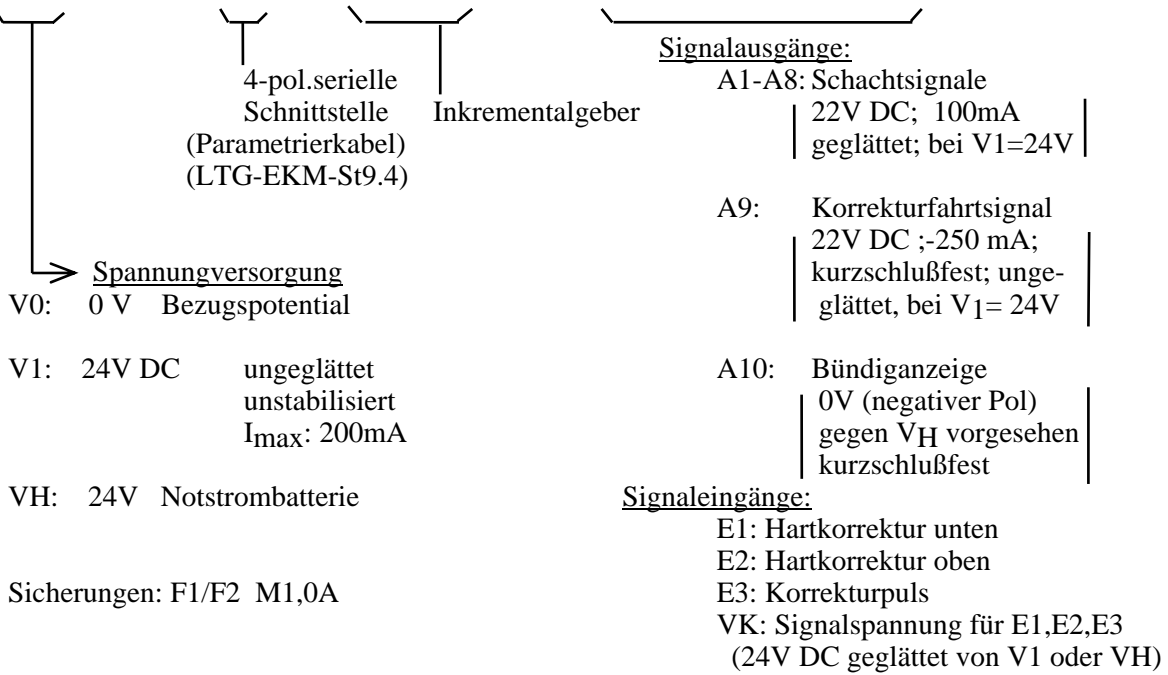 4-pol.serielle
Schnittstelle
(Parametrierkabel)
(LTG-EKM-St9.4)
Inkrementalgeber
Spannungversorgung
V0: 0 V Bezugspotential
V1: 24V DC ungeglättet
unstabilisiert
Imax: 200mA
VH: 24V Notstrombatterie
Sicherungen: F1/F2 M1,0A
Signalausgänge:
A1-A8: Schachtsignale
22V DC; 100mA
geglättet; bei V1=24V
A9: Korrekturfahrtsignal
22V DC ;-250 mA;
kurzschlußfest; unge-
glättet, bei V1= 24V
A10: Bündiganzeige
0V (negativer Pol)
gegen VH vorgesehen
kurzschlußfest
Signaleingänge:
E1: Hartkorrektur unten
E2: Hartkorrektur oben
E3: Korrekturpuls
VK: Signalspannung für E1,E2,E3
(24V DC geglättet von V1 oder VH)